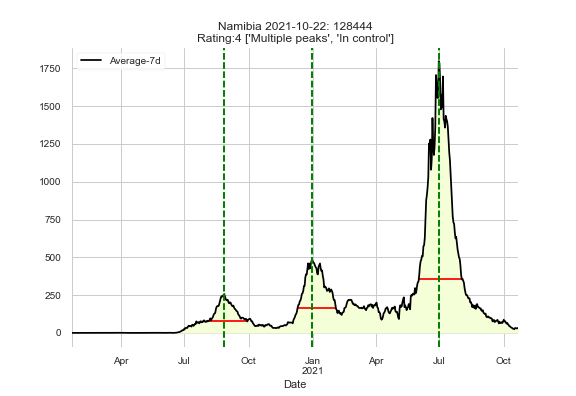 Namibia 2021-10-22: 128444
Rating:4 ['Multiple peaks', 'In control']
Average-7d
1750
1500
1250
1000
750
500
250
0
Apr Jul Oct Jan Apr Jul Oct
2021
Date